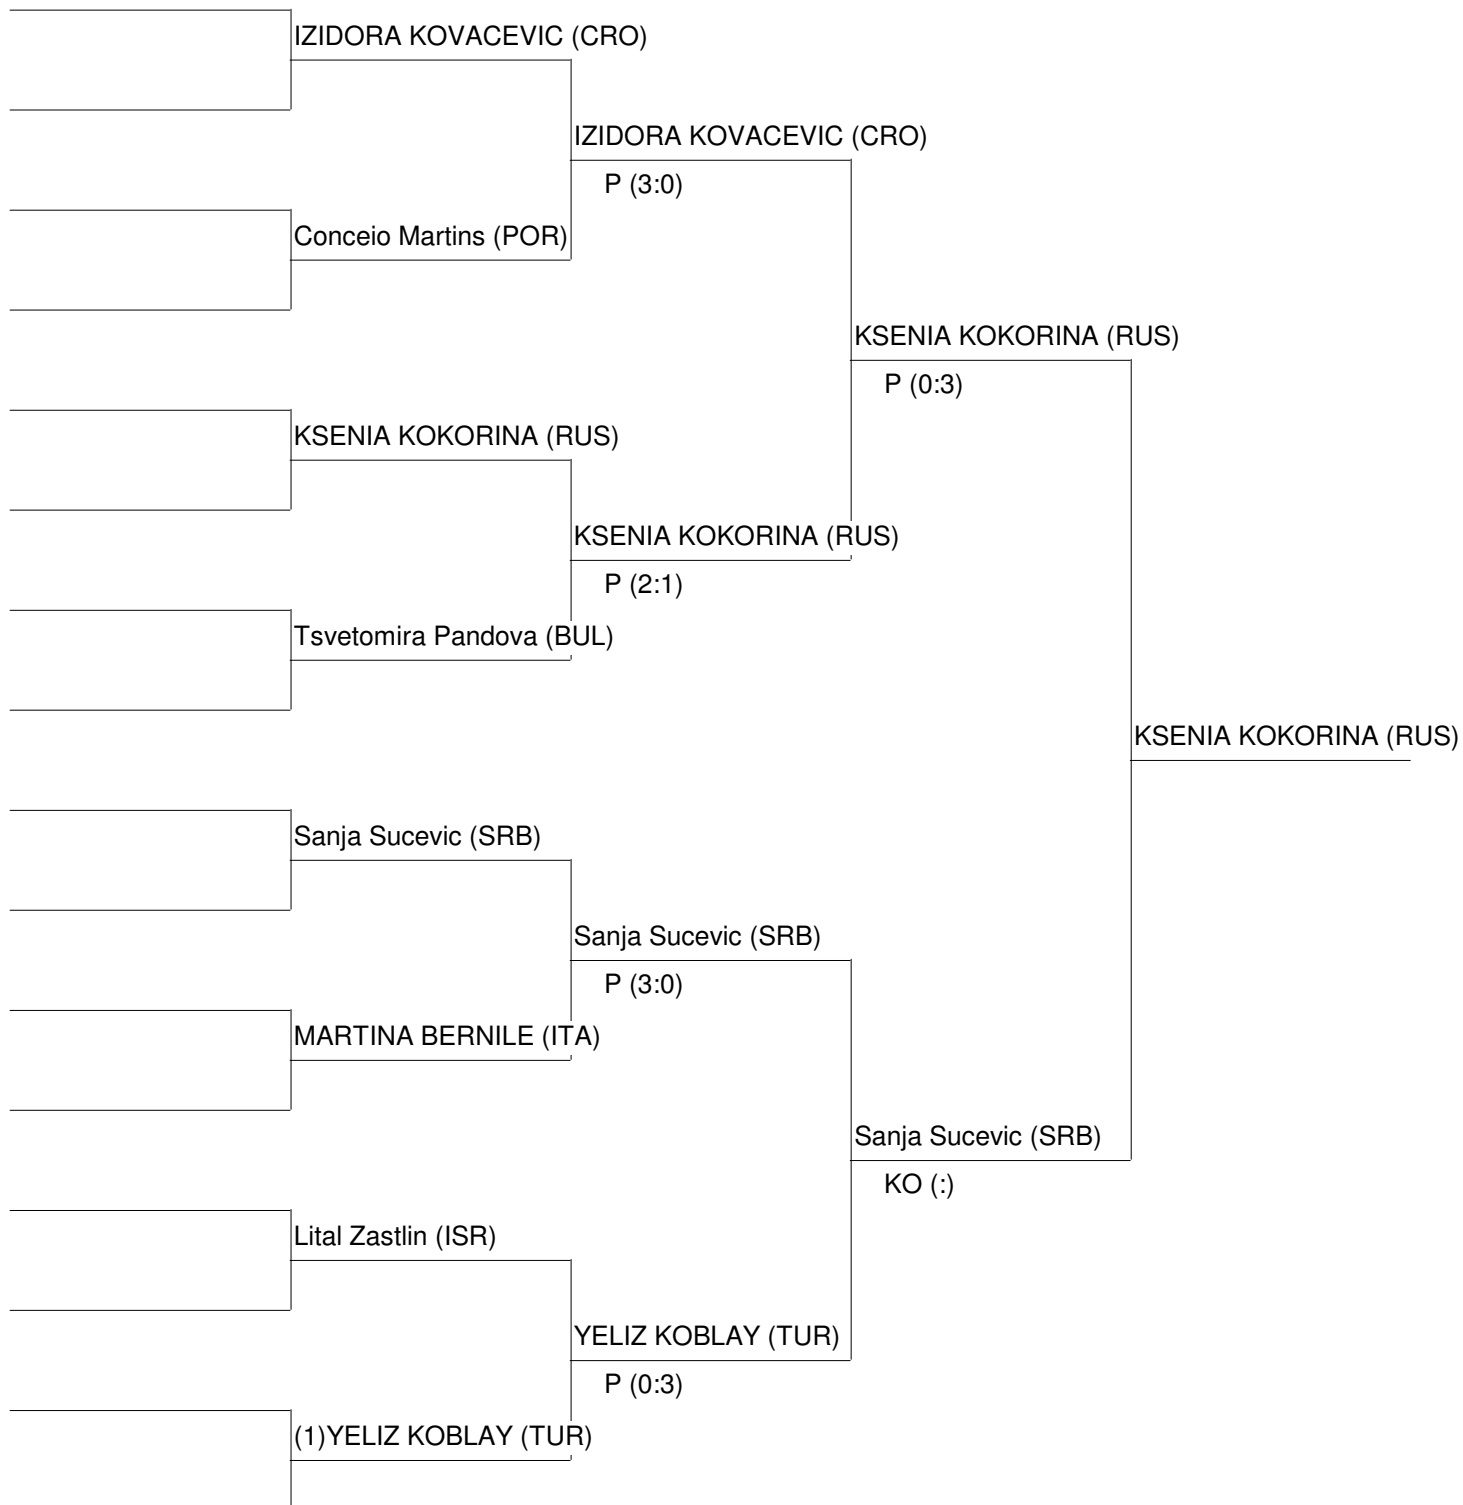 IZIDORA KOVACEVIC (CRO)
IZIDORA KOVACEVIC (CRO)
P (3:0)
Conceio Martins (POR)
KSENIA KOKORINA (RUS)
P (0:3)
KSENIA KOKORINA (RUS)
KSENIA KOKORINA (RUS)
P (2:1)
Tsvetomira Pandova (BUL)
KSENIA KOKORINA (RUS)
Sanja Sucevic (SRB)
Sanja Sucevic (SRB)
P (3:0)
MARTINA BERNILE (ITA)
Sanja Sucevic (SRB)
KO (:)
Lital Zastlin (ISR)
YELIZ KOBLAY (TUR)
P (0:3)
(1)YELIZ KOBLAY (TUR)